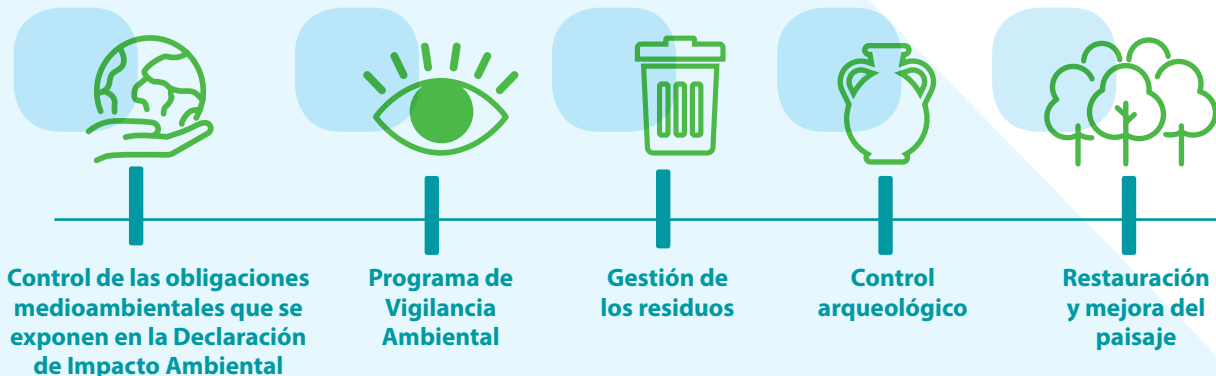 Control de las obligaciones
medioambientales que se
exponen en la Declaración
de Impacto Ambiental
Programa de
Vigilancia
Ambiental
Gestión de
los residuos
Control
arqueológico
Restauración
y mejora del
paisaje